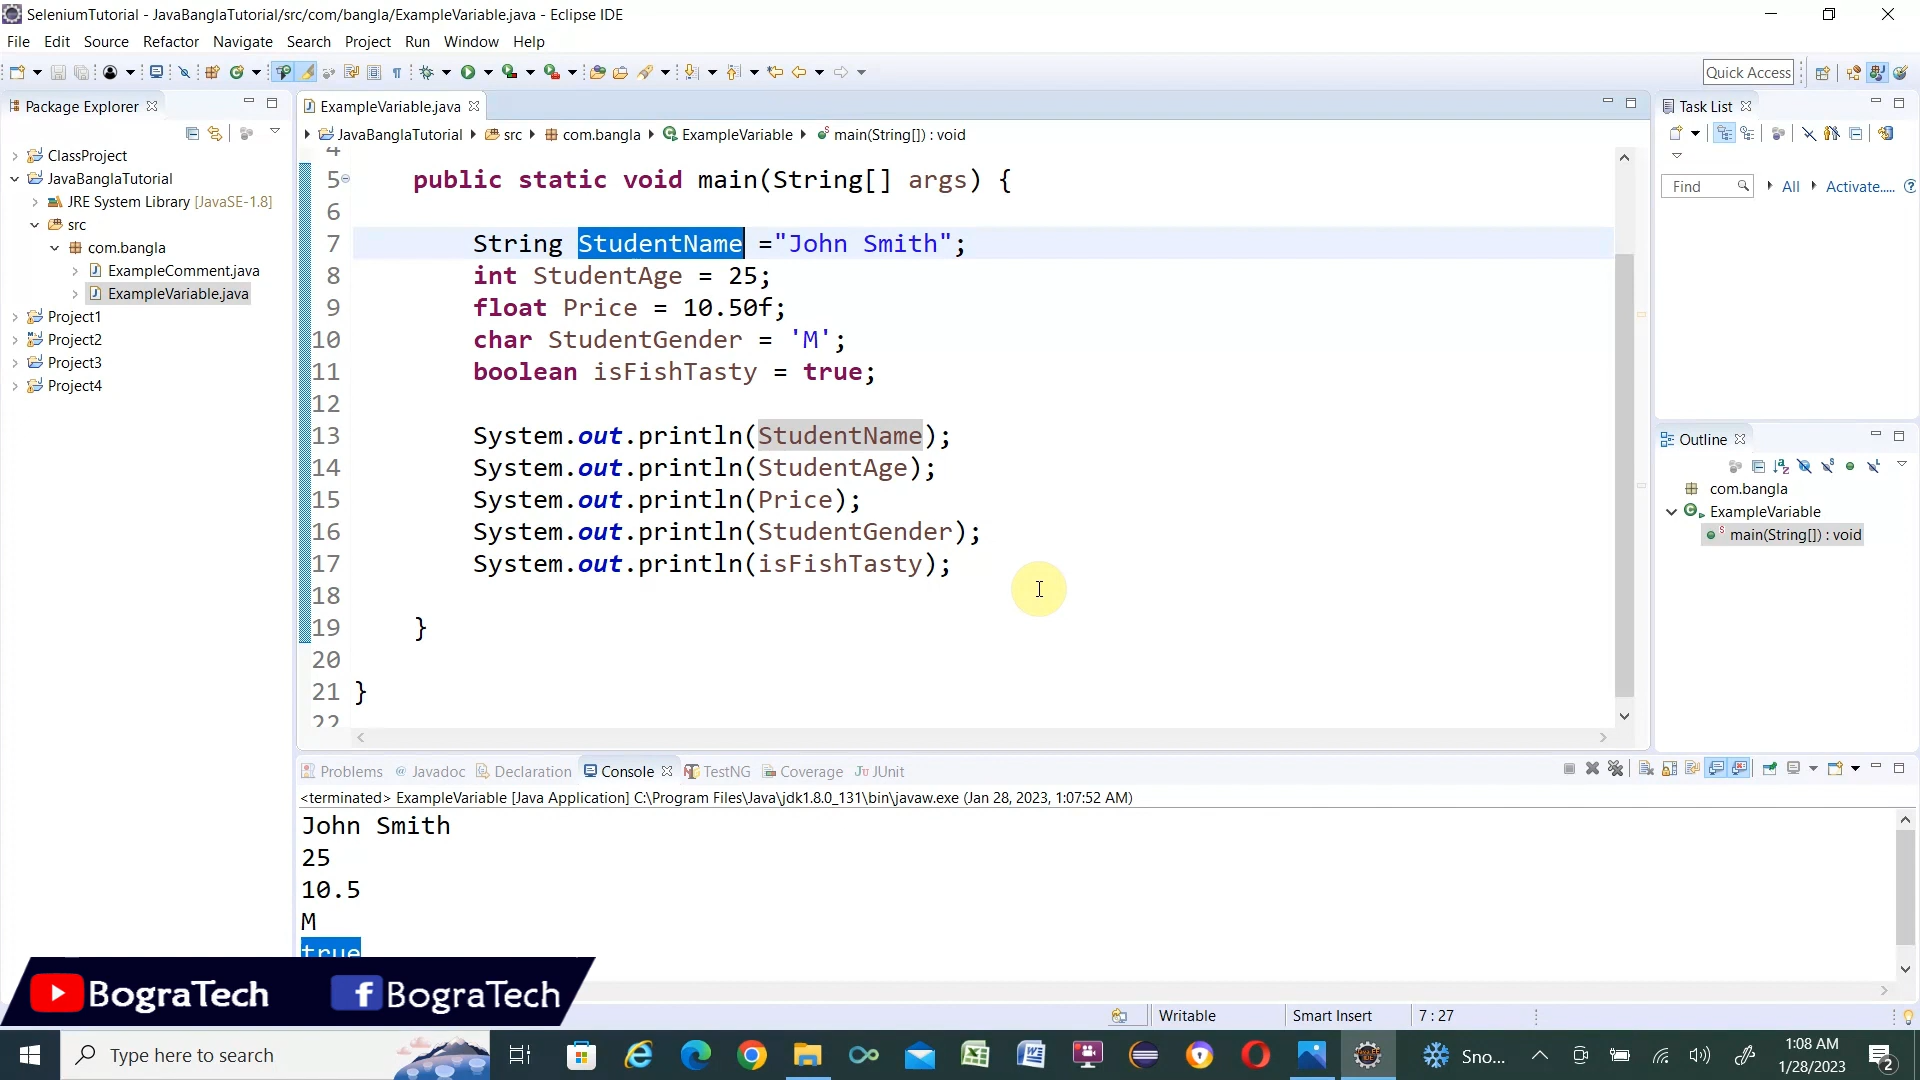 SeleniumTutorial - JavaBanglaTutorial/src/com/bangla/ExampleVariable.java - Eclipse IDE
File Edit Source Refactor Navigate Search Project Run Window Help
Quick Access
Package Explorer
ClassProject
JavaBanglaTutorial
JRE System Library [JavaSE-1.8]
src
com.bangla
ExampleComment.java
ExampleVariable.java
Project1
Project2
Project3
Project4
ExampleVariable.java
JavaBanglaTutorial src com.bangla ExampleVariable main(String[]) : void
4
5 public static void main(String[] args) {
6
7 String StudentName ="John Smith";
8 int StudentAge = 25;
9 float Price = 10.50f;
10 char StudentGender = 'M';
11 boolean isFishTasty = true;
12
13 System.out.println(StudentName);
14 System.out.println(StudentAge);
15 System.out.println(Price);
16 System.out.println(StudentGender);
17 System.out.println(isFishTasty);
18
19 }
20
21 }
22
Task List
Find All Activate.....
Outline
com.bangla
ExampleVariable
main(String[]) : void
Problems Javadoc Declaration Console TestNG Coverage JUnit
<terminated> ExampleVariable [Java Application] C:\Program Files\Java\jdk1.8.0_131\bin\javaw.exe (Jan 28, 2023, 1:07:52 AM)
John Smith
25
10.5
M
true
BograTech BograTech
Writable Smart Insert 7 : 27
Type here to search
Sno...
1:08 AM
1/28/2023
2